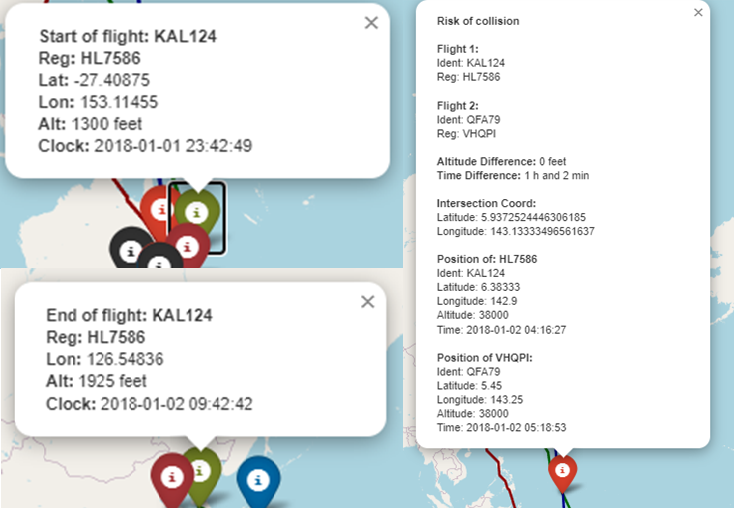 Start of flight: KAL124
Reg: HL7586
Lat: -27.40875
Lon: 153.11455
Alt: 1300 feet
Clock: 2018-01-01 23:42:49
End of flight: KAL124
Reg: HL7586
Lon: 126.54836
Alt: 1925 feet
Clock: 2018-01-02 09:42:42
Risk of collision
Flight 1:
Ident: KAL124
Reg: HL7586
Flight 2:
Ident: QFA79
Reg: VHQPI
Altitude Difference: 0 feet
Time Difference: 1 h and 2 min
Intersection Coord:
Latitude: 5.9372524446306185
Longitude: 143.13333496561637
Position of: HL7586
Ident: KAL124
Latitude: 6.38333
Longitude: 142.9
Altitude: 38000
Time: 2018-01-02 04:16:27
Position of VHQPI:
Ident: QFA79
Latitude: 5.45
Longitude: 143.25
Altitude: 38000
Time: 2018-01-02 05:18:53